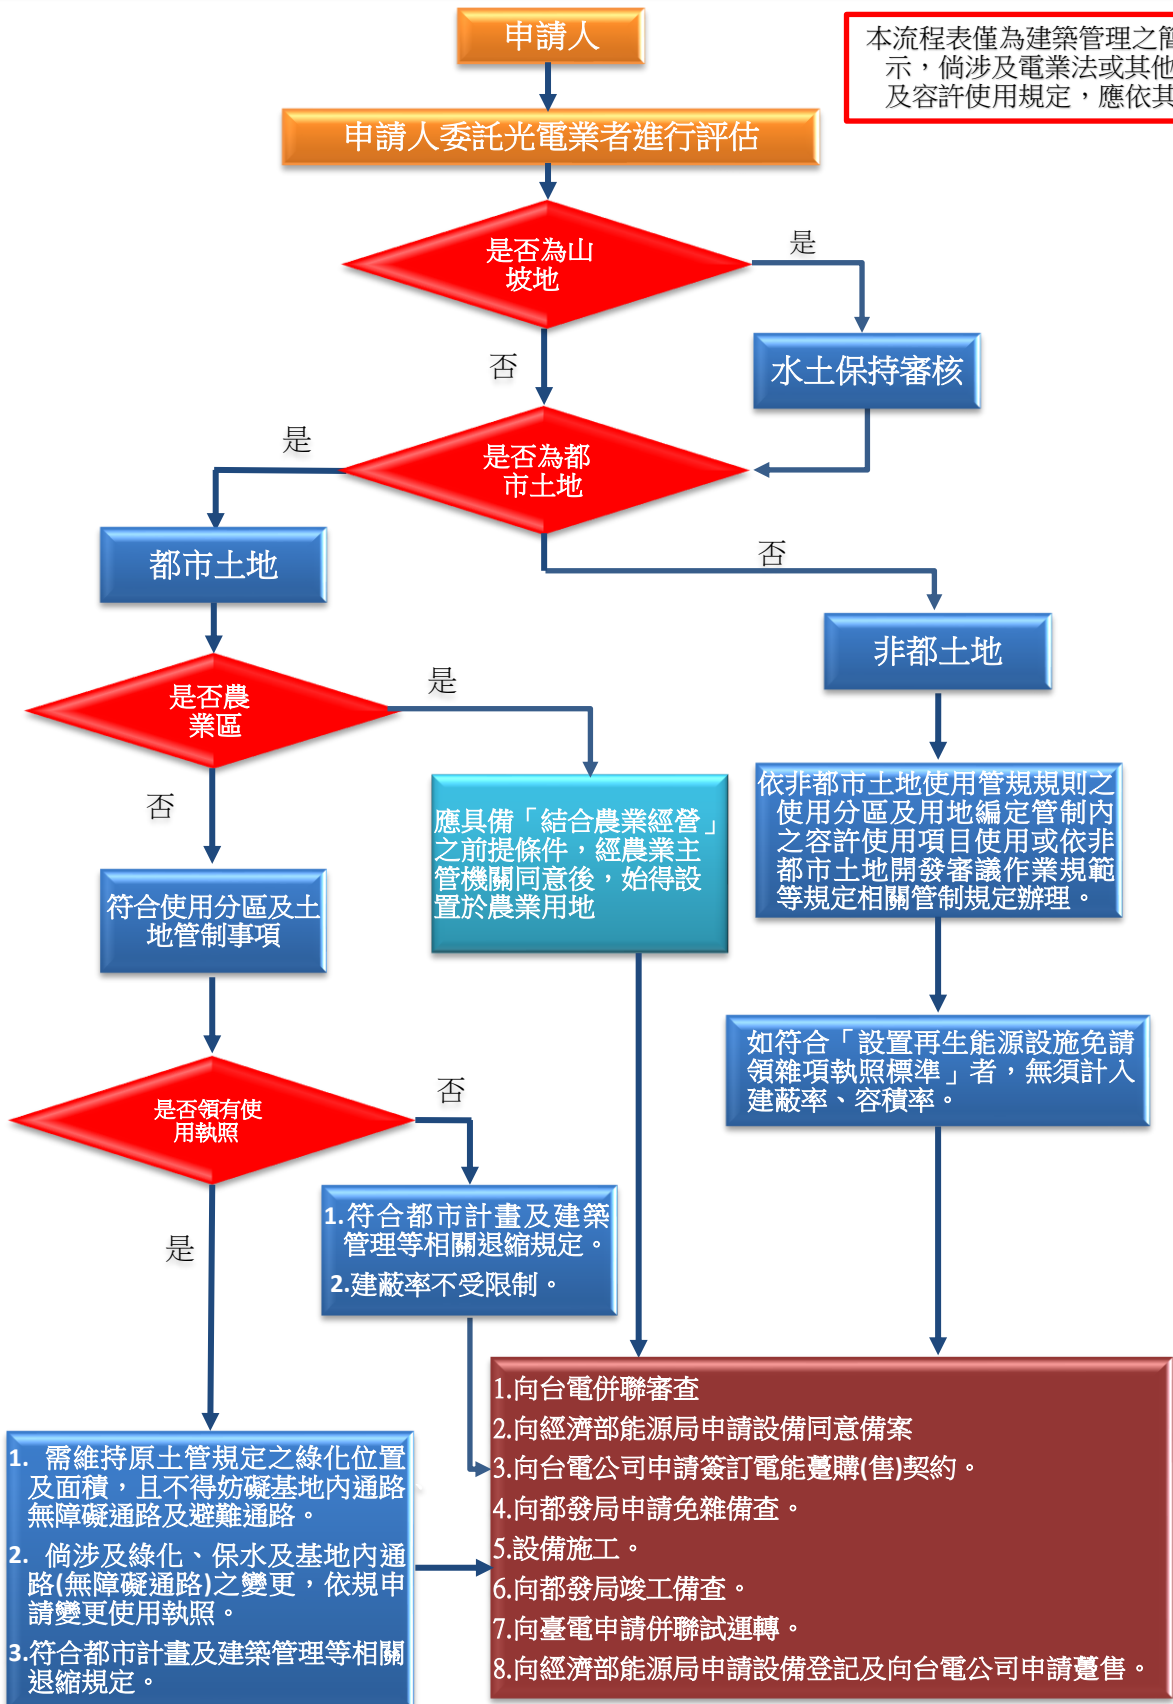 申請人
本流程表僅為建築管理之簡
示，倘涉及電業法或其他
及容許使用規定，應依其
申請人委託光電業者進行評估
是否為山
坡地
是
否
水土保持審核
是
是否為都
市土地
都市土地
否
非都土地
是否農
業區
是
否
應具備「結合農業經營」
之前提條件，經農業主
管機關同意後，始得設
置於農業用地
依非都市土地使用管規規則之
使用分區及用地編定管制內
之容許使用項目使用或依非
都市土地開發審議作業規範
等規定相關管制規定辦理。
符合使用分區及土
地管制事項
如符合「設置再生能源設施免請
領雜項執照標準」者，無須計入
建蔽率、容積率。
是否領有使
用執照
否
是
1.符合都市計畫及建築
管理等相關退縮規定。
2.建蔽率不受限制。
1. 需維持原土管規定之綠化位置
及面積，且不得妨礙基地內通路
無障礙通路及避難通路。
2. 倘涉及綠化、保水及基地內通
路(無障礙通路)之變更，依規申
請變更使用執照。
3.符合都市計畫及建築管理等相關
退縮規定。
1.向台電併聯審查
2.向經濟部能源局申請設備同意備案
3.向台電公司申請簽訂電能躉購(售)契約。
4.向都發局申請免雜備查。
5.設備施工。
6.向都發局竣工備查。
7.向臺電申請併聯試運轉。
8.向經濟部能源局申請設備登記及向台電公司申請躉售。